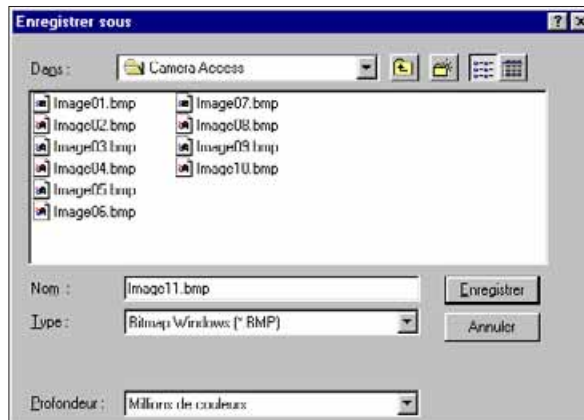 Enregistrer sous
Dans : Camera Access
Image01.bmp
Image02.bmp
Image03.bmp
Image04.bmp
Image05.bmp
Image06.bmp
Image07.bmp
Image08.bmp
Image09.bmp
Image10.bmp
Nom : Image11.bmp Enregistrer
Type : Bitmap Windows (*.BMP) Annuler
Profondeur : Millions de couleurs